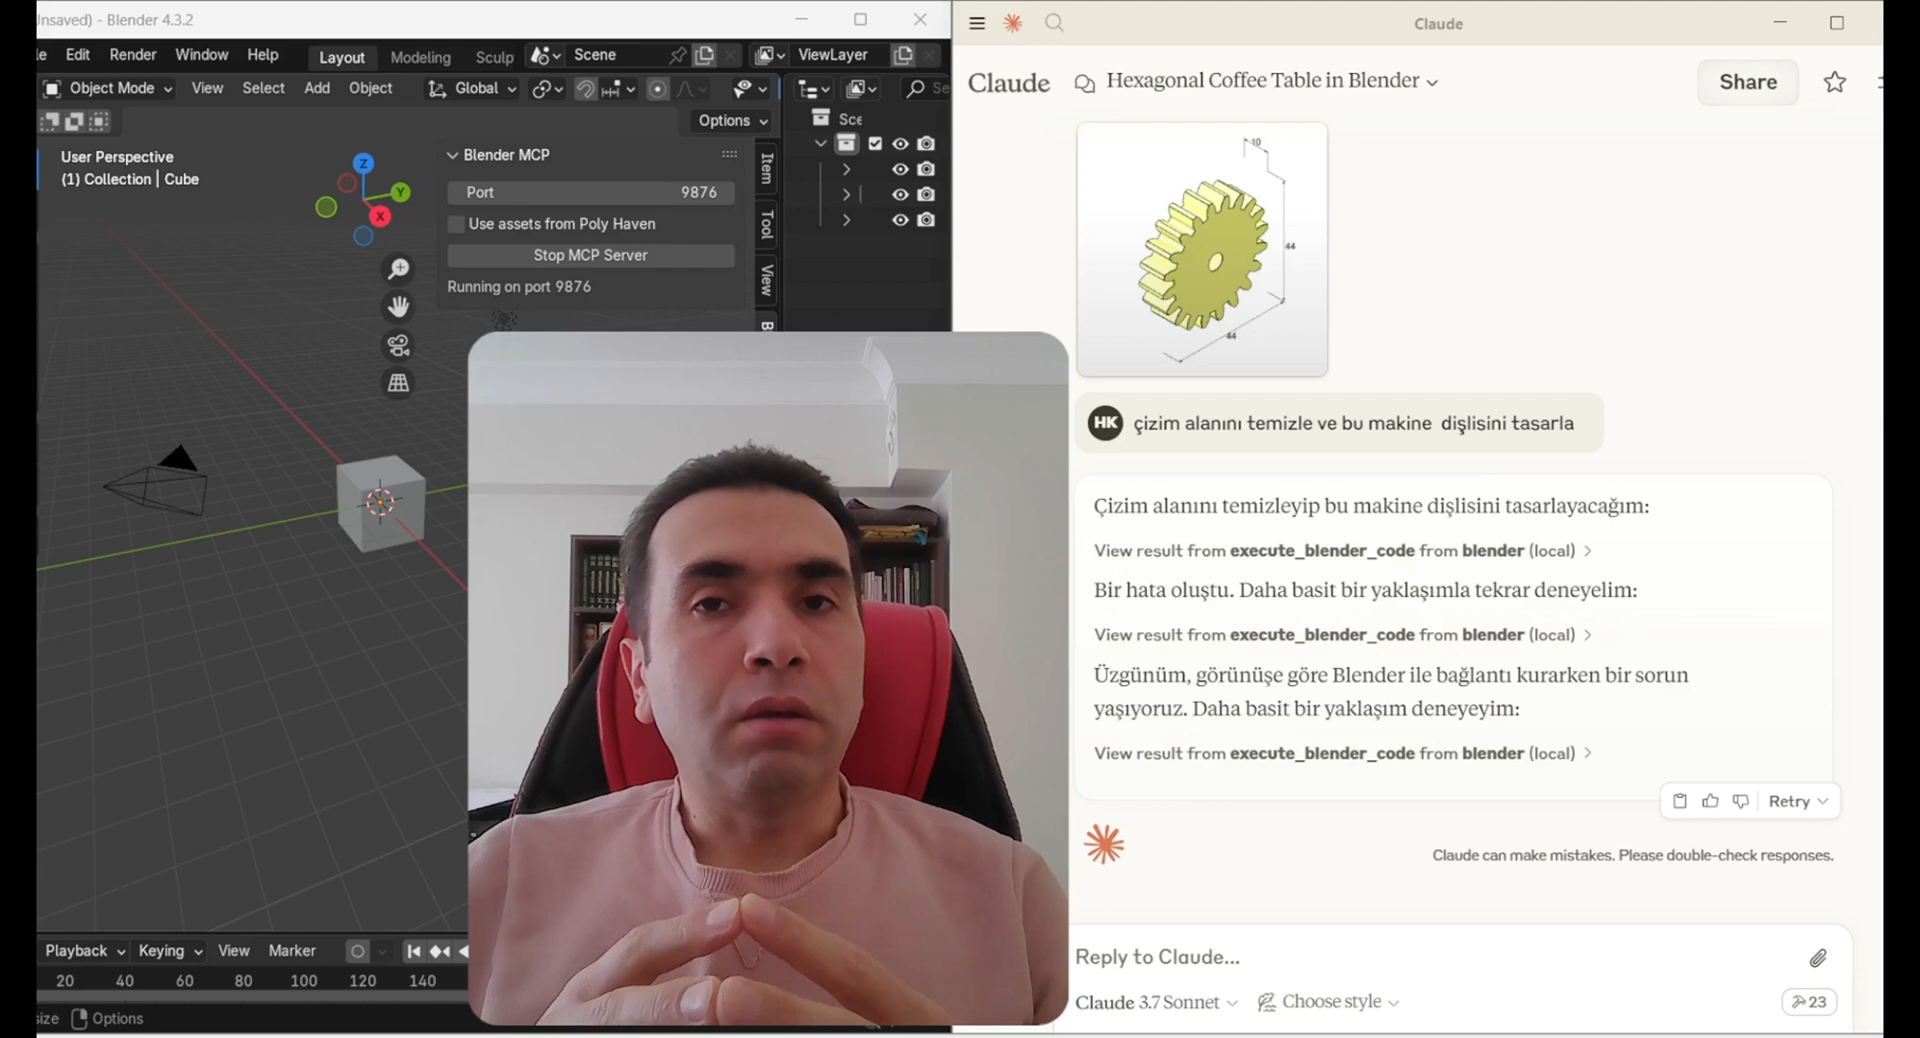 Unsaved) - Blender 4.3.2
Edit Render Window Help Layout Modeling Sculp Scene ViewLayer
Object Mode View Select Add Object Global
Options
User Perspective
(1) Collection | Cube
Z
Y
X
Blender MCP
Port 9876
Use assets from Poly Haven
Stop MCP Server
Running on port 9876
Item
Tool
View
Playback Keying View Marker
20 40 60 80 100 120 140
Options
Claude
Claude Hexagonal Coffee Table in Blender Share
10
44
44
HK çizim alanını temizle ve bu makine dişlisini tasarla
Çizim alanını temizleyip bu makine dişlisini tasarlayacağım:
View result from execute_blender_code from blender (local)
Bir hata oluştu. Daha basit bir yaklaşımla tekrar deneyelim:
View result from execute_blender_code from blender (local)
Üzgünüm, görünüşe göre Blender ile bağlantı kurarken bir sorun
yaşıyoruz. Daha basit bir yaklaşım deneyeyim:
View result from execute_blender_code from blender (local)
Retry
Claude can make mistakes. Please double-check responses.
Reply to Claude...
Claude 3.7 Sonnet Choose style 23